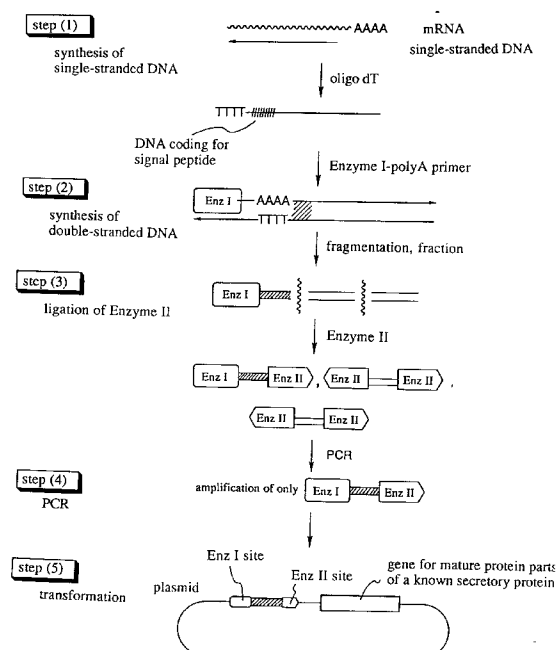 step (1)
AAAA mRNA
synthesis of
single-stranded DNA
single-stranded DNA
oligo dT
TTTT
DNA coding for
signal peptide
Enzyme I-polyA primer
step (2)
Enz I AAAA
TTTT
synthesis of
double-stranded DNA
fragmentation, fraction
step (3)
Enz I
ligation of Enzyme II
Enzyme II
Enz I Enz II , Enz II Enz II ,
Enz II Enz II
PCR
step (4)
PCR
amplification of only Enz I Enz II
step (5)
transformation
Enz I site
Enz II site
plasmid
gene for mature protein parts
of a known secretory protein